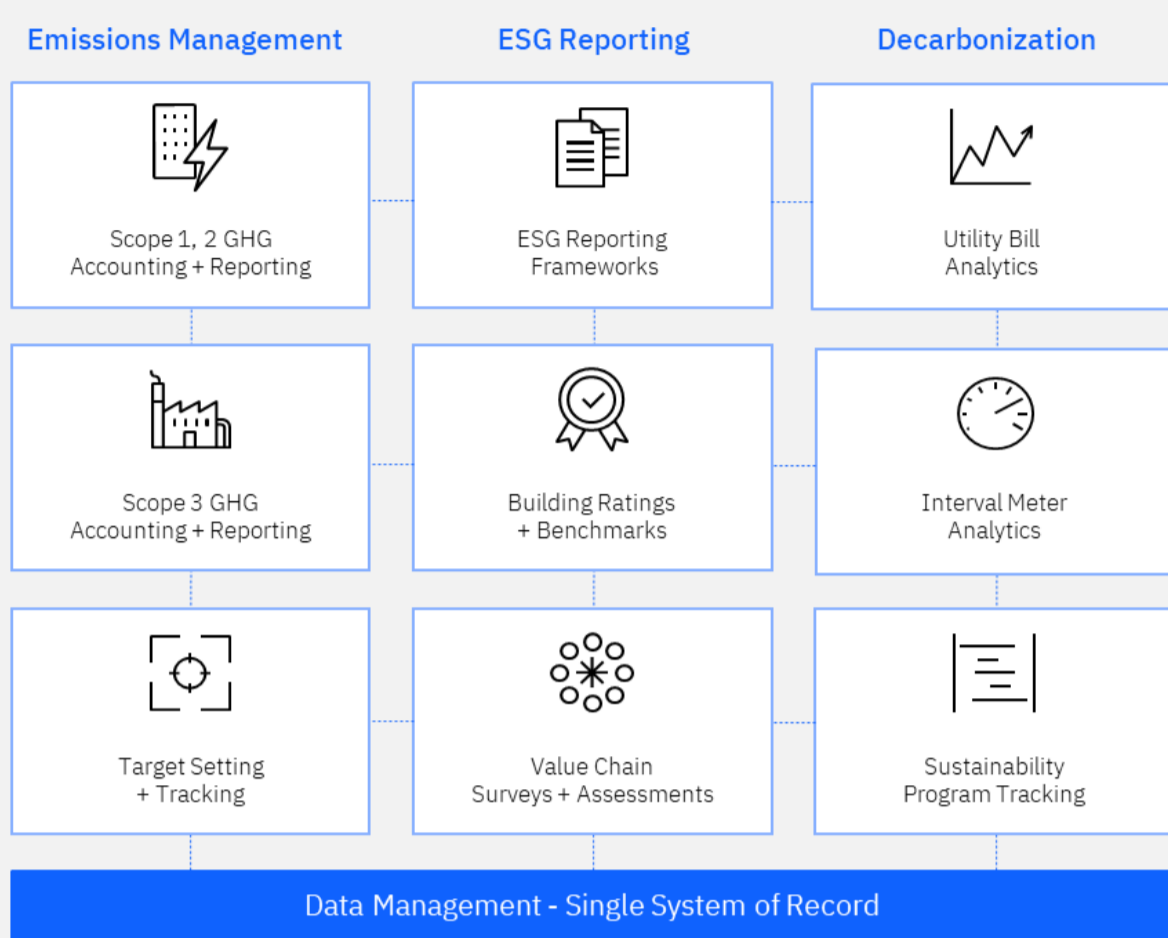 Emissions Management
ESG Reporting
Decarbonization
Scope 1, 2 GHG
Accounting + Reporting
ESG Reporting
Frameworks
Utility Bill
Analytics
Scope 3 GHG
Accounting + Reporting
Building Ratings
+ Benchmarks
Interval Meter
Analytics
Target Setting
+ Tracking
Value Chain
Surveys + Assessments
Sustainability
Program Tracking
Data Management - Single System of Record